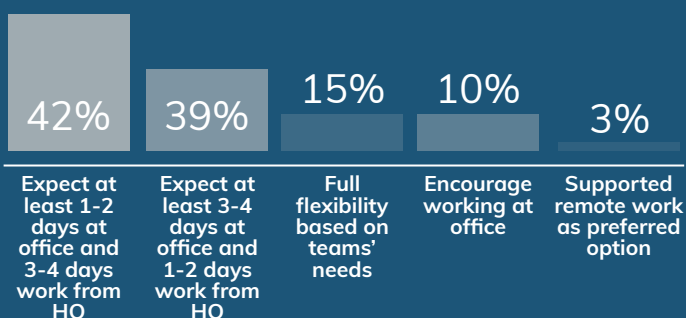 42%
39%
15%
10%
3%
Expect at
least 1-2
days at
office and
3-4 days
work from
HO
Expect at
least 3-4
days at
office and
1-2 days
work from
HO
Full
flexibility
based on
teams’
needs
Encourage
working at
office
Supported
remote work
as preferred
option